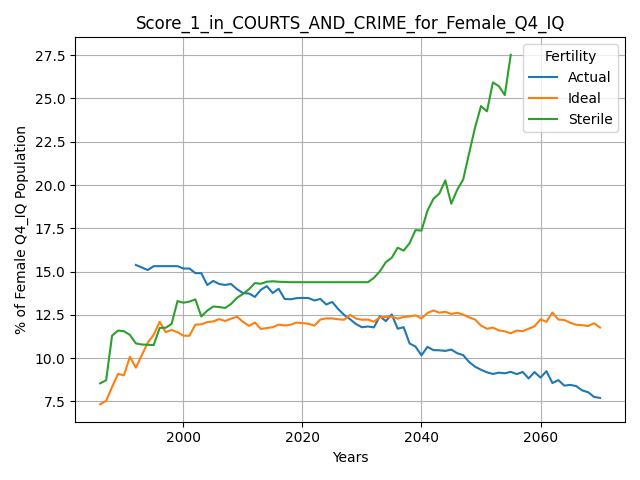 Score_1_in_COURTS_AND_CRIME_for_Female_Q4_IQ
% of Female Q4_IQ Population
27.5
25.0
22.5
20.0
17.5
15.0
12.5
10.0
7.5
Fertility
Actual
Ideal
Sterile
2000
2020
2040
2060
Years